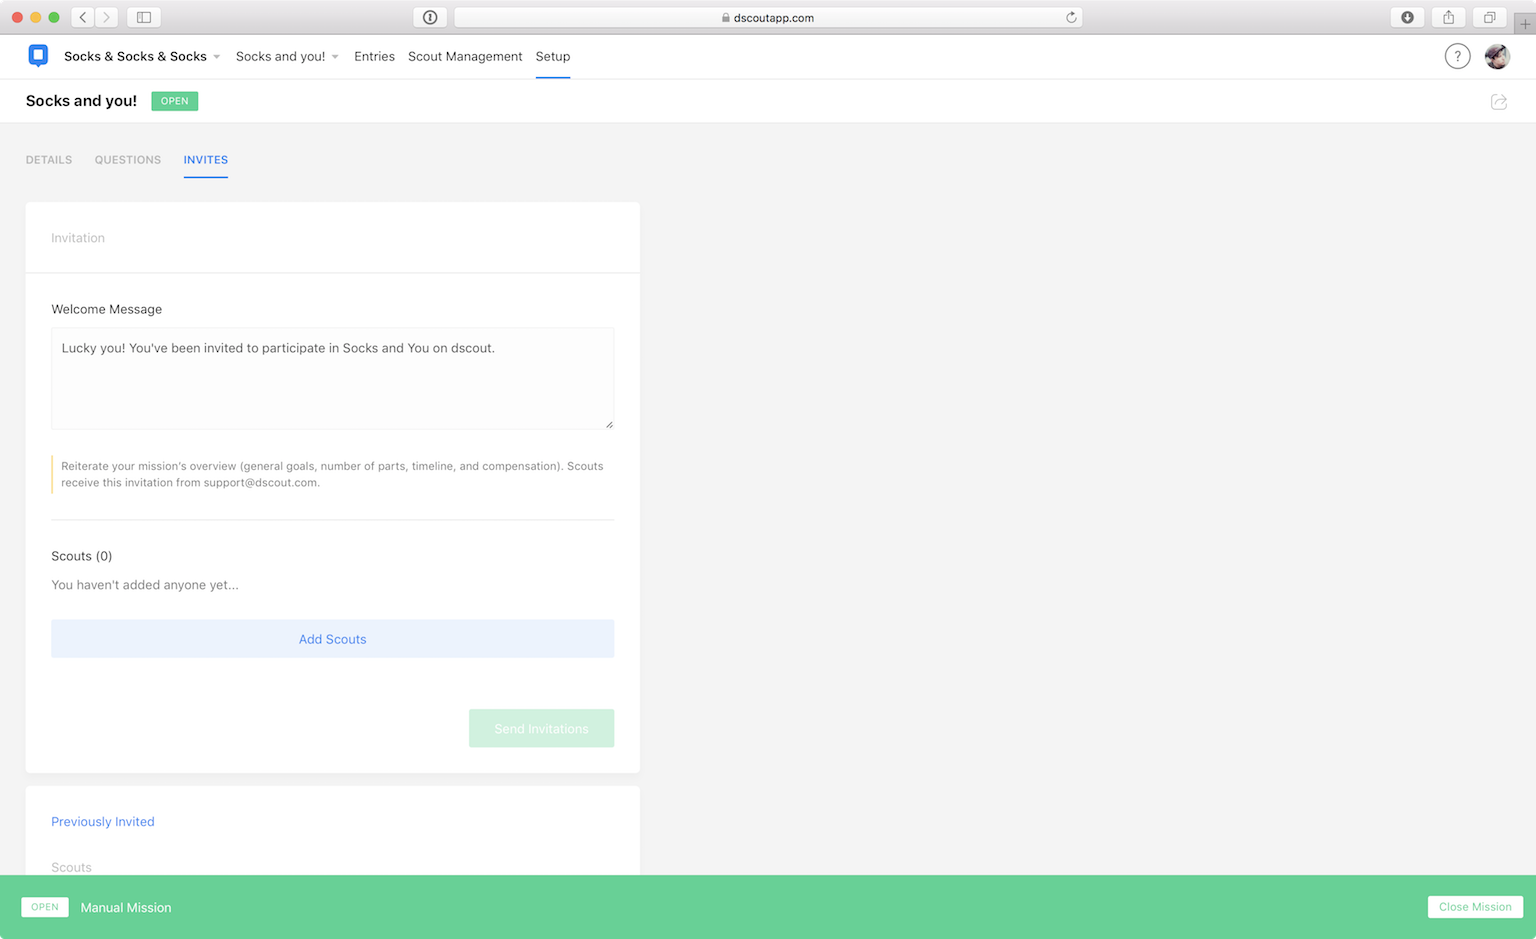 dscoutapp.com
Socks & Socks & Socks Socks and you! Entries Scout Management Setup ?
Socks and you! OPEN
DETAILS QUESTIONS INVITES
Invitation
Welcome Message
Lucky you! You've been invited to participate in Socks and You on dscout.
Reiterate your mission's overview (general goals, number of parts, timeline, and compensation). Scouts
receive this invitation from support@dscout.com.
Scouts (0)
You haven't added anyone yet...
Add Scouts
Send Invitations
Previously Invited
Scouts
OPEN Manual Mission Close Mission